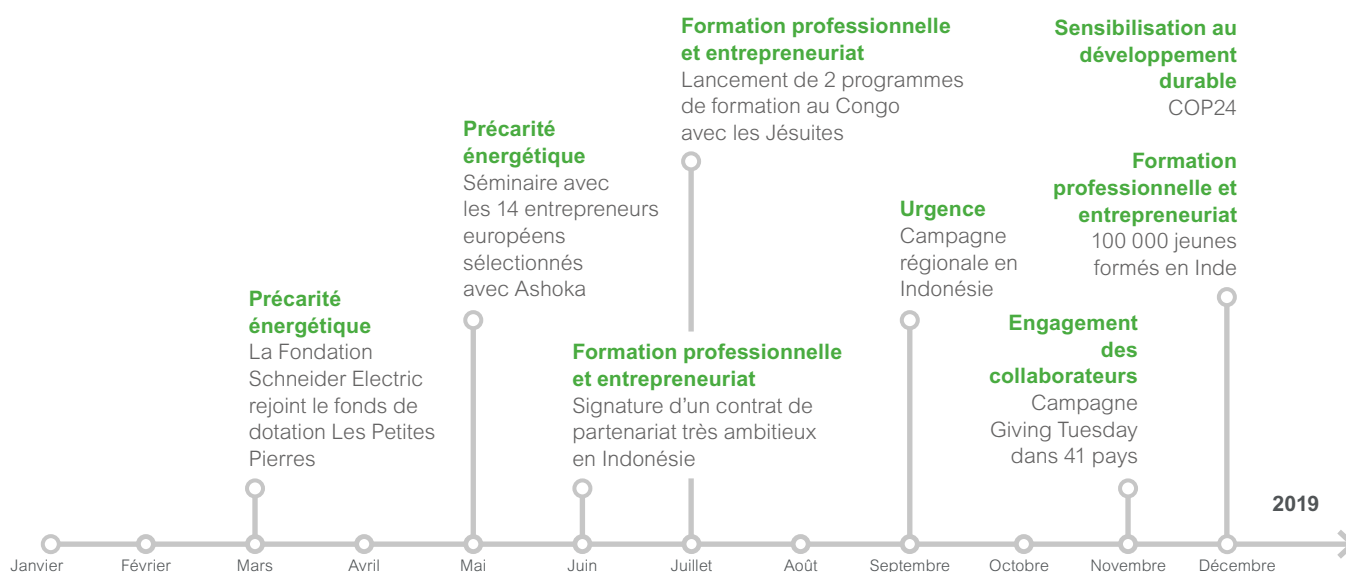 Précarité
énergétique
La Fondation
Schneider Electric
rejoint le fonds de
dotation Les Petites
Pierres
Précarité
énergétique
Séminaire avec
les 14 entrepreneurs
européens
sélectionnés
avec Ashoka
Formation professionnelle
et entrepreneuriat
Signature d’un contrat de
partenariat très ambitieux
en Indonésie
Formation professionnelle
et entrepreneuriat
Lancement de 2 programmes
de formation au Congo
avec les Jésuites
Urgence
Campagne
régionale en
Indonésie
Engagement
des
collaborateurs
Campagne
Giving Tuesday
dans 41 pays
Sensibilisation au
développement
durable
COP24
Formation
professionnelle et
entrepreneuriat
100 000 jeunes
formés en Inde
2019
Janvier Février Mars Avril Mai Juin Juillet Août Septembre Octobre Novembre Décembre